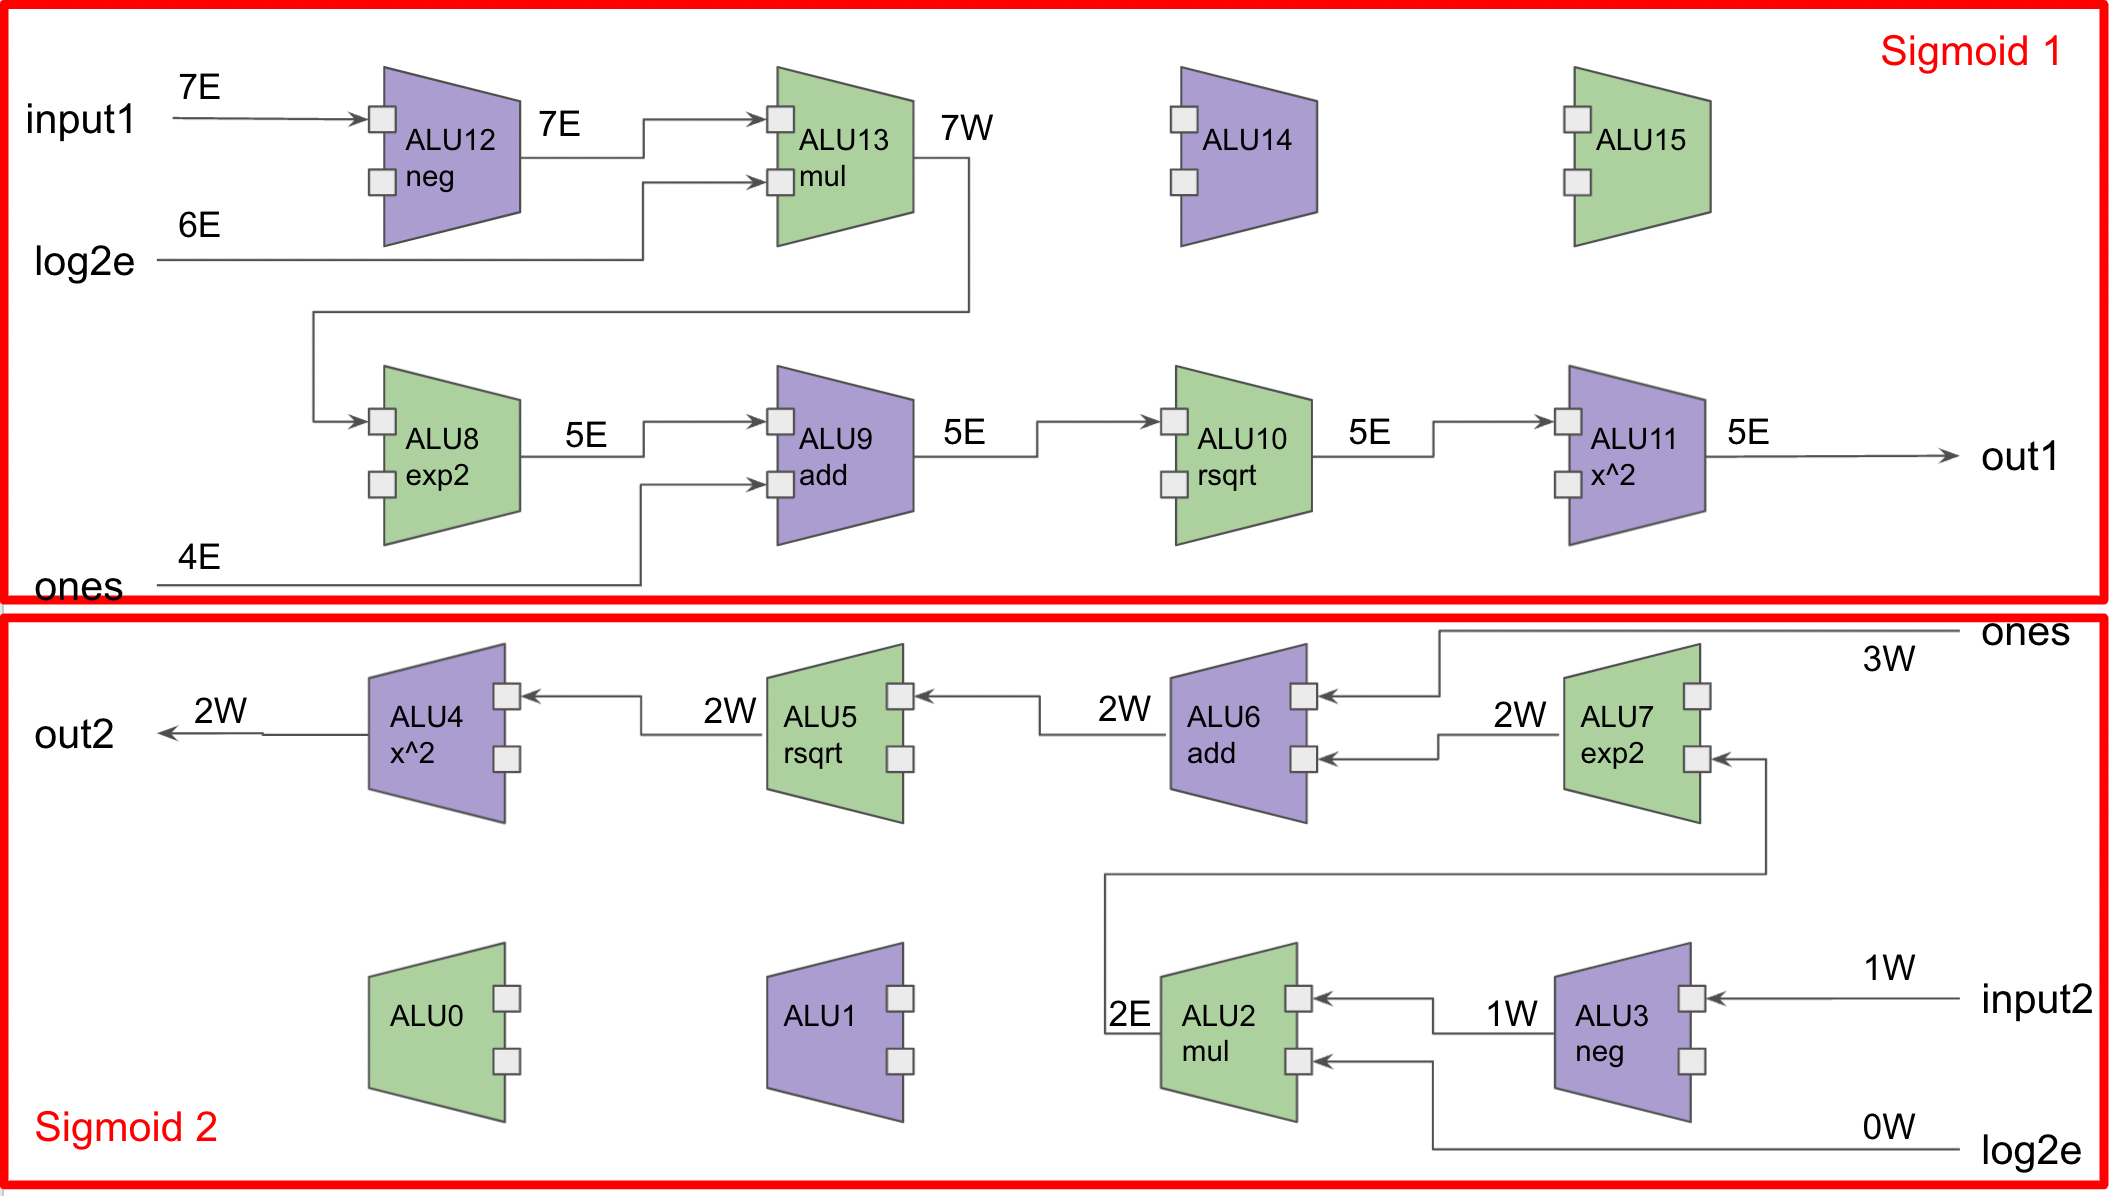 Sigmoid 1
7E
input1
ALU12
neg
7E
ALU13
mul
7W
ALU14
ALU15
6E
log2e
ALU8
exp2
5E
ALU9
add
5E
ALU10
rsqrt
5E
ALU11
x^2
5E
out1
4E
ones
ones
3W
out2
2W
ALU4
x^2
2W
ALU5
rsqrt
2W
ALU6
add
2W
ALU7
exp2
ALU0
ALU1
2E
ALU2
mul
1W
ALU3
neg
1W
input2
Sigmoid 2
0W
log2e